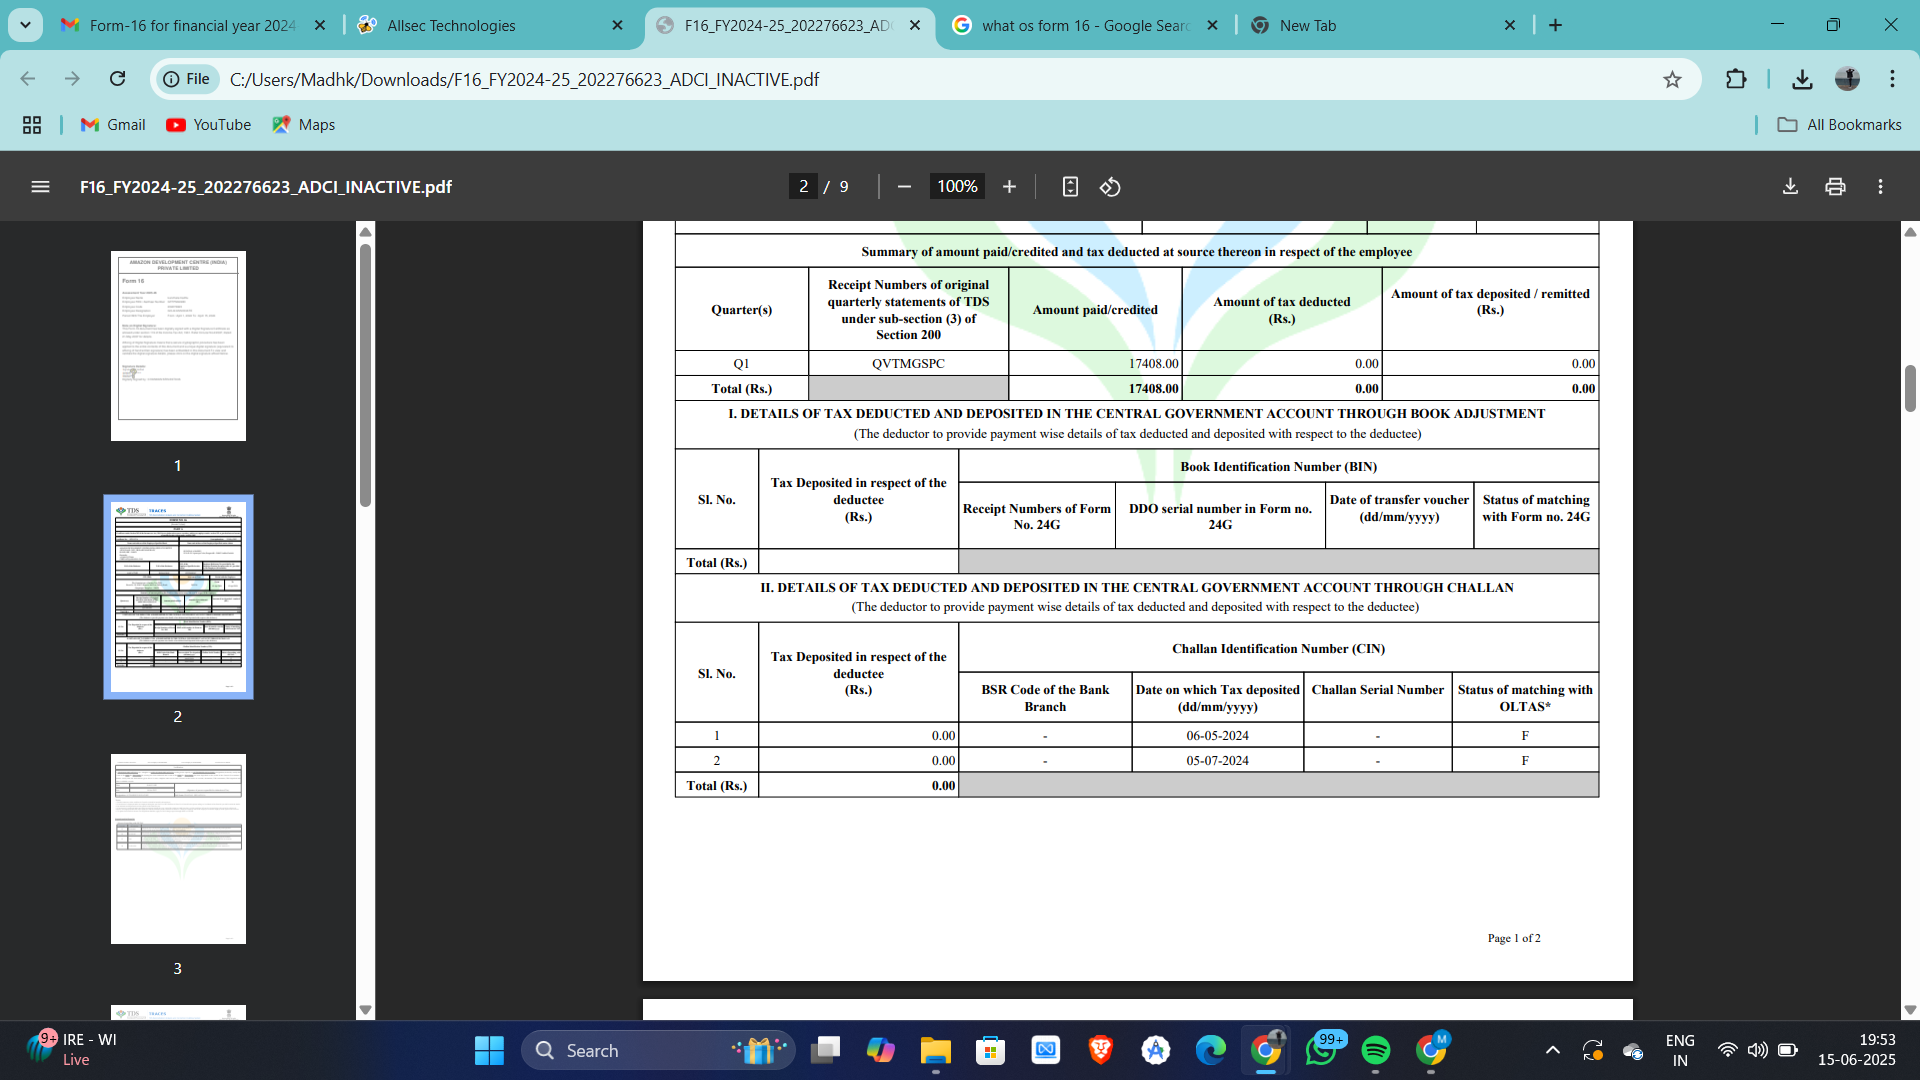 Form-16 for financial year 2024
Allsec Technologies
F16_FY2024-25_202276623_AD
what os form 16 - Google Sear
New Tab
File
C:/Users/Madhk/Downloads/F16_FY2024-25_202276623_ADCI_INACTIVE.pdf
Gmail
YouTube
Maps
All Bookmarks
F16_FY2024-25_202276623_ADCI_INACTIVE.pdf
2 / 9
100%
AMAZON DEVELOPMENT CENTRE (INDIA)
PRIVATE LIMITED
Form 16
1
2
3
Summary of amount paid/credited and tax deducted at source thereon in respect of the employee
Quarter(s)
Receipt Numbers of original
quarterly statements of TDS
under sub-section (3) of
Section 200
Amount paid/credited
Amount of tax deducted
(Rs.)
Amount of tax deposited / remitted
(Rs.)
Q1 QVTMGSPC 17408.00 0.00 0.00
Total (Rs.) 17408.00 0.00 0.00
I. DETAILS OF TAX DEDUCTED AND DEPOSITED IN THE CENTRAL GOVERNMENT ACCOUNT THROUGH BOOK ADJUSTMENT
(The deductor to provide payment wise details of tax deducted and deposited with respect to the deductee)
Sl. No.
Tax Deposited in respect of the
deductee
(Rs.)
Book Identification Number (BIN)
Receipt Numbers of Form
No. 24G
DDO serial number in Form no.
24G
Date of transfer voucher
(dd/mm/yyyy)
Status of matching
with Form no. 24G
Total (Rs.)
II. DETAILS OF TAX DEDUCTED AND DEPOSITED IN THE CENTRAL GOVERNMENT ACCOUNT THROUGH CHALLAN
(The deductor to provide payment wise details of tax deducted and deposited with respect to the deductee)
Sl. No.
Tax Deposited in respect of the
deductee
(Rs.)
Challan Identification Number (CIN)
BSR Code of the Bank
Branch
Date on which Tax deposited
(dd/mm/yyyy)
Challan Serial Number
Status of matching with
OLTAS*
1 0.00 - 06-05-2024 - F
2 0.00 - 05-07-2024 - F
Total (Rs.) 0.00
Page 1 of 2
9+
IRE - WI
Live
Search
99+
M
ENG
IN
19:53
15-06-2025